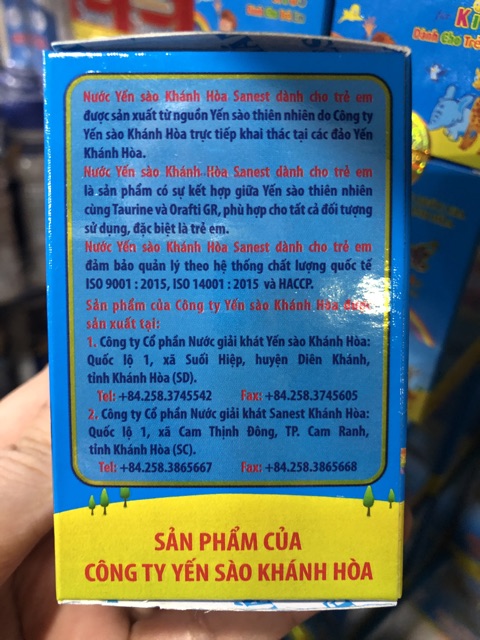 Nước Yến sào Khánh Hòa Sanest dành cho trẻ em
được sản xuất từ nguồn Yến sào thiên nhiên do Công ty
Yến sào Khánh Hòa trực tiếp khai thác tại các đảo Yến
Khánh Hòa.
Nước Yến sào Khánh Hòa Sanest dành cho trẻ em
là sản phẩm có sự kết hợp giữa Yến sào thiên nhiên
cùng Taurine và Orafti GR, phù hợp cho tất cả đối tượng
sử dụng, đặc biệt là trẻ em.
Nước Yến sào Khánh Hòa Sanest dành cho trẻ em
đảm bảo quản lý theo hệ thống chất lượng quốc tế
ISO 9001 : 2015, ISO 14001 : 2015 và HACCP.
Sản phẩm của Công ty Yến sào Khánh Hòa được
sản xuất tại:
1. Công ty Cổ phần Nước giải khát Yến sào Khánh Hòa:
Quốc lộ 1, xã Suối Hiệp, huyện Diên Khánh,
tỉnh Khánh Hòa (SD).
Tel: +84.258.3745542 Fax: +84.258.3745605
2. Công ty Cổ phần Nước giải khát Sanest Khánh Hòa:
Quốc lộ 1, xã Cam Thịnh Đông, TP. Cam Ranh,
tỉnh Khánh Hòa (SC).
Tel: +84.258.3865667 Fax: +84.258.3865668
SẢN PHẨM CỦA
CÔNG TY YẾN SÀO KHÁNH HÒA
Dành Cho Trẻ